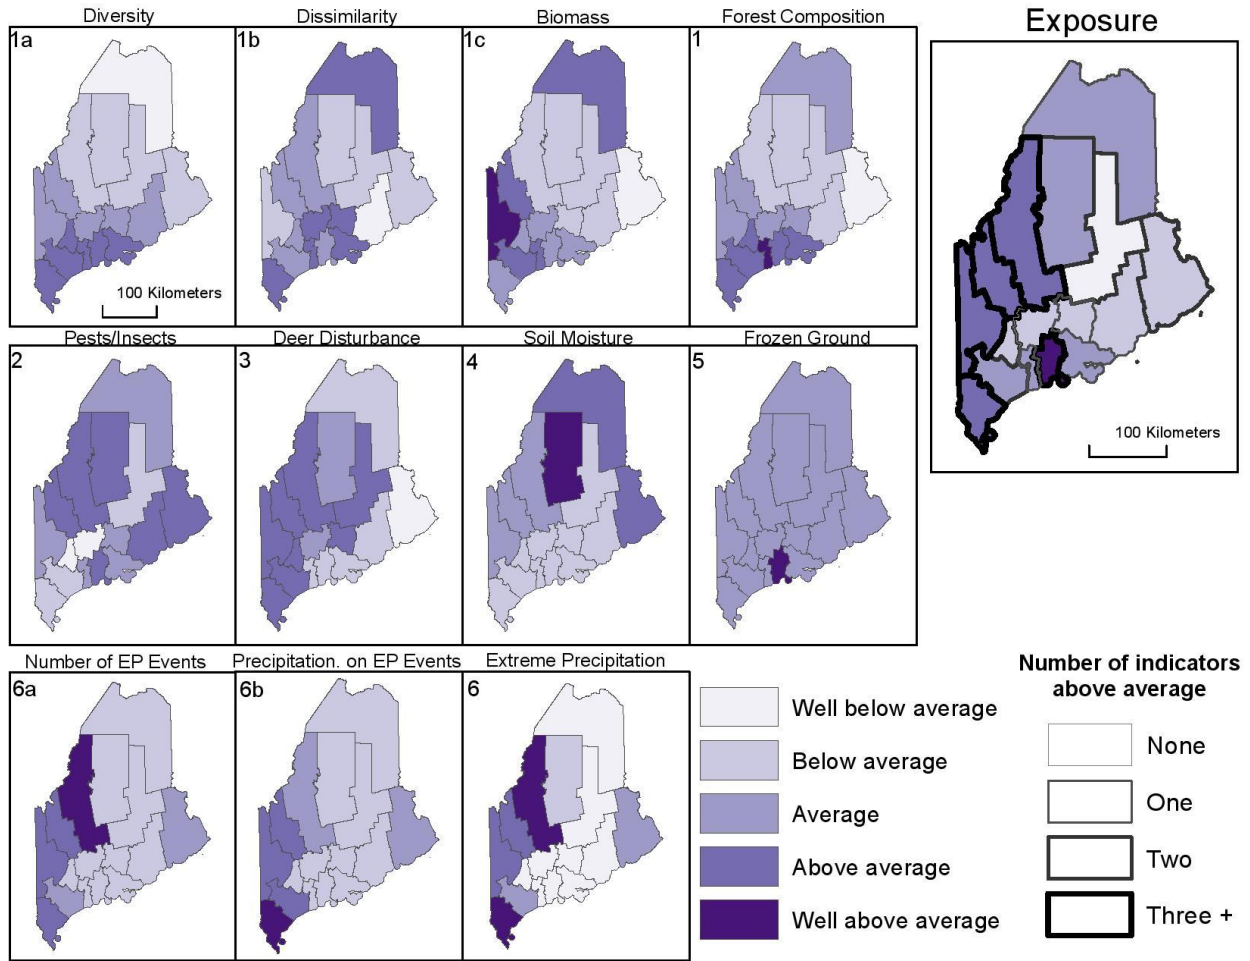 Diversity
Dissimilarity
Biomass
Forest Composition
Exposure
1a
1b
1c
1
100 Kilometers
100 Kilometers
Pests/Insects
Deer Disturbance
Soil Moisture
Frozen Ground
2
3
4
5
Number of EP Events
Precipitation. on EP Events
Extreme Precipitation
6a
6b
6
Well below average
Below average
Average
Above average
Well above average
Number of indicators
above average
None
One
Two
Three +